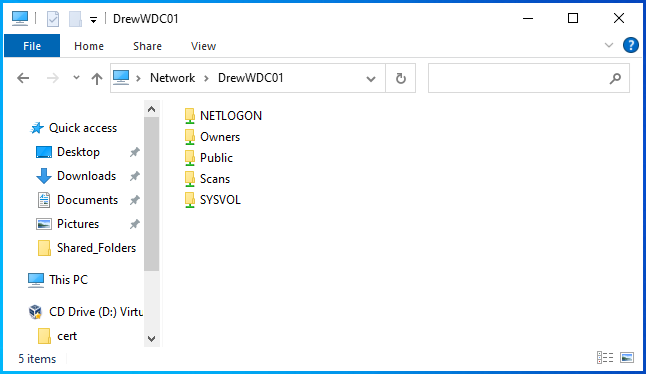 DrewWDC01
File Home Share View
Network DrewWDC01
Quick access
Desktop
Downloads
Documents
Pictures
Shared_Folders
This PC
CD Drive (D:) Virtu
cert
NETLOGON
Owners
Public
Scans
SYSVOL
5 items